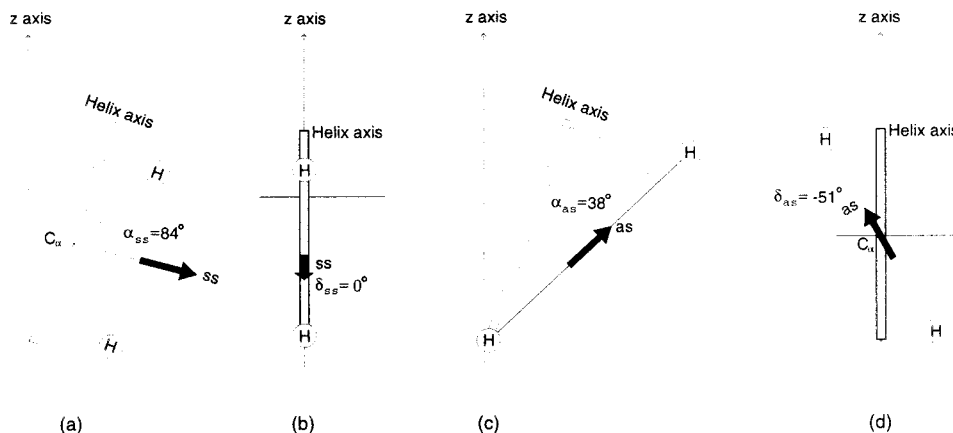 z axis
Helix axis
H
Cα
αss=84°
ss
H
(a)
z axis
Helix axis
H
ss
δss= 0°
H
(b)
z axis
Helix axis
H
αas=38°
as
H
(c)
z axis
Helix axis
H
δas= -51°
as
Cα
H
(d)